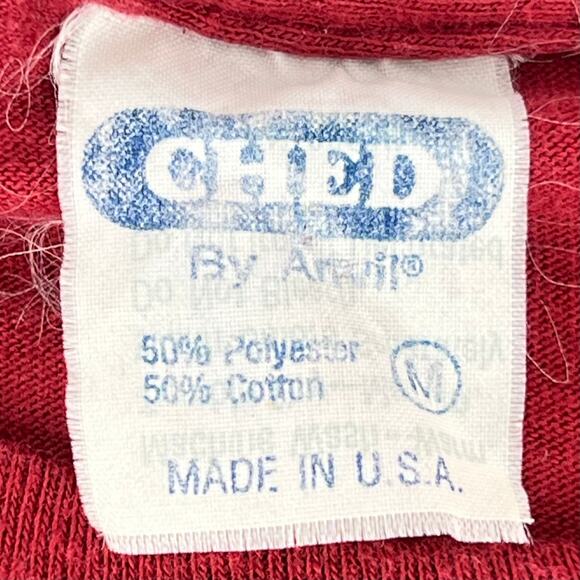 CHED
By Anvil®
50% Polyester
50% Cotton
M
MADE IN U.S.A.